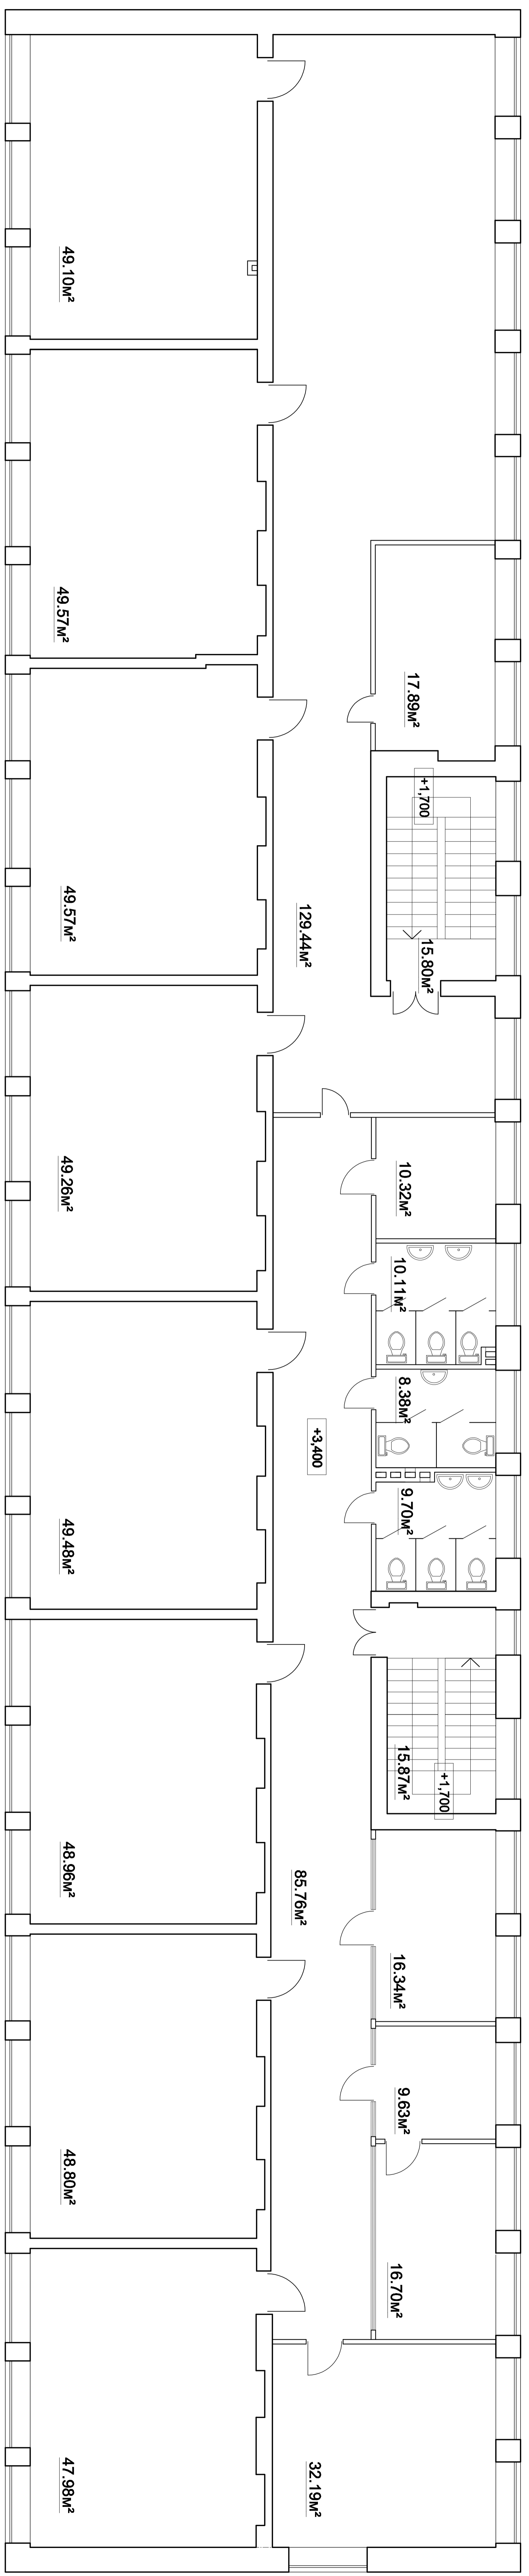 49.10м²
49.57м²
17.89м²
+1,700
49.57м²
129.44м²
15.80м²
49.26м²
10.32м²
10.11м²
8.38м²
+3,400
9.70м²
49.48м²
15.87м²
+1,700
48.96м²
85.76м²
16.34м²
9.63м²
48.80м²
16.70м²
47.98м²
32.19м²